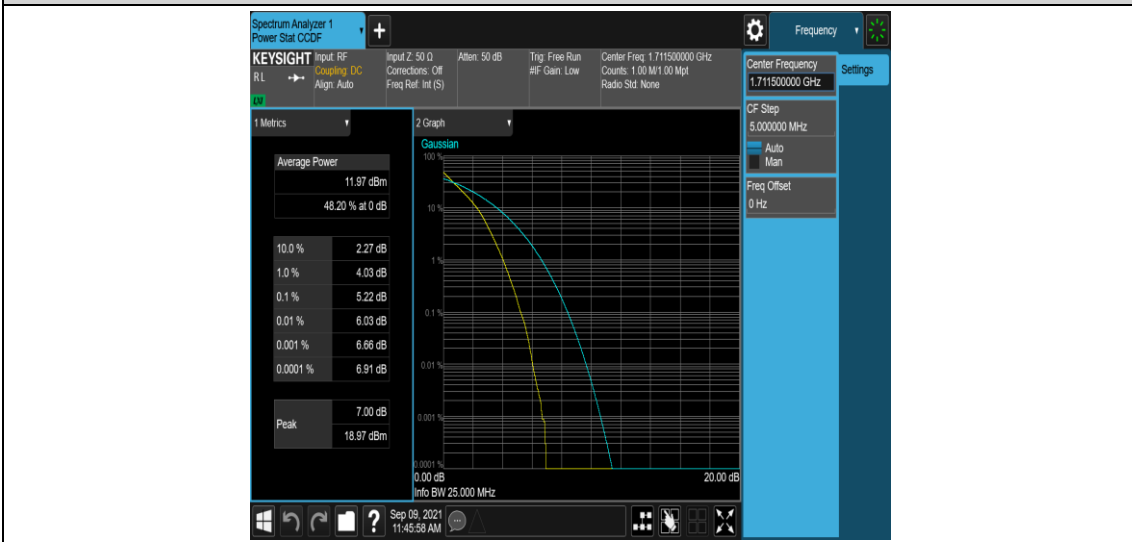 Spectrum Analyzer 1
Power Stat CCDF
+
Frequency
KEYSIGHT
RL
LXI
Input: RF
Coupling: DC
Align: Auto
Input Z: 50 Ω
Corrections: Off
Freq Ref: Int (S)
Atten: 50 dB
Trig: Free Run
#IF Gain: Low
Center Freq: 1.711500000 GHz
Counts: 1.00 M/1.00 Mpt
Radio Std: None
Center Frequency
1.711500000 GHz
Settings
CF Step
5.000000 MHz
Auto
Man
Freq Offset
0 Hz
1 Metrics
Average Power
11.97 dBm
48.20 % at 0 dB
10.0 % 2.27 dB
1.0 % 4.03 dB
0.1 % 5.22 dB
0.01 % 6.03 dB
0.001 % 6.66 dB
0.0001 % 6.91 dB
Peak
7.00 dB
18.97 dBm
2 Graph
Gaussian
100 %
10 %
1 %
0.1 %
0.01 %
0.001 %
0.0001 %
0.00 dB 20.00 dB
Info BW 25.000 MHz
?
Sep 09, 2021
11:45:58 AM